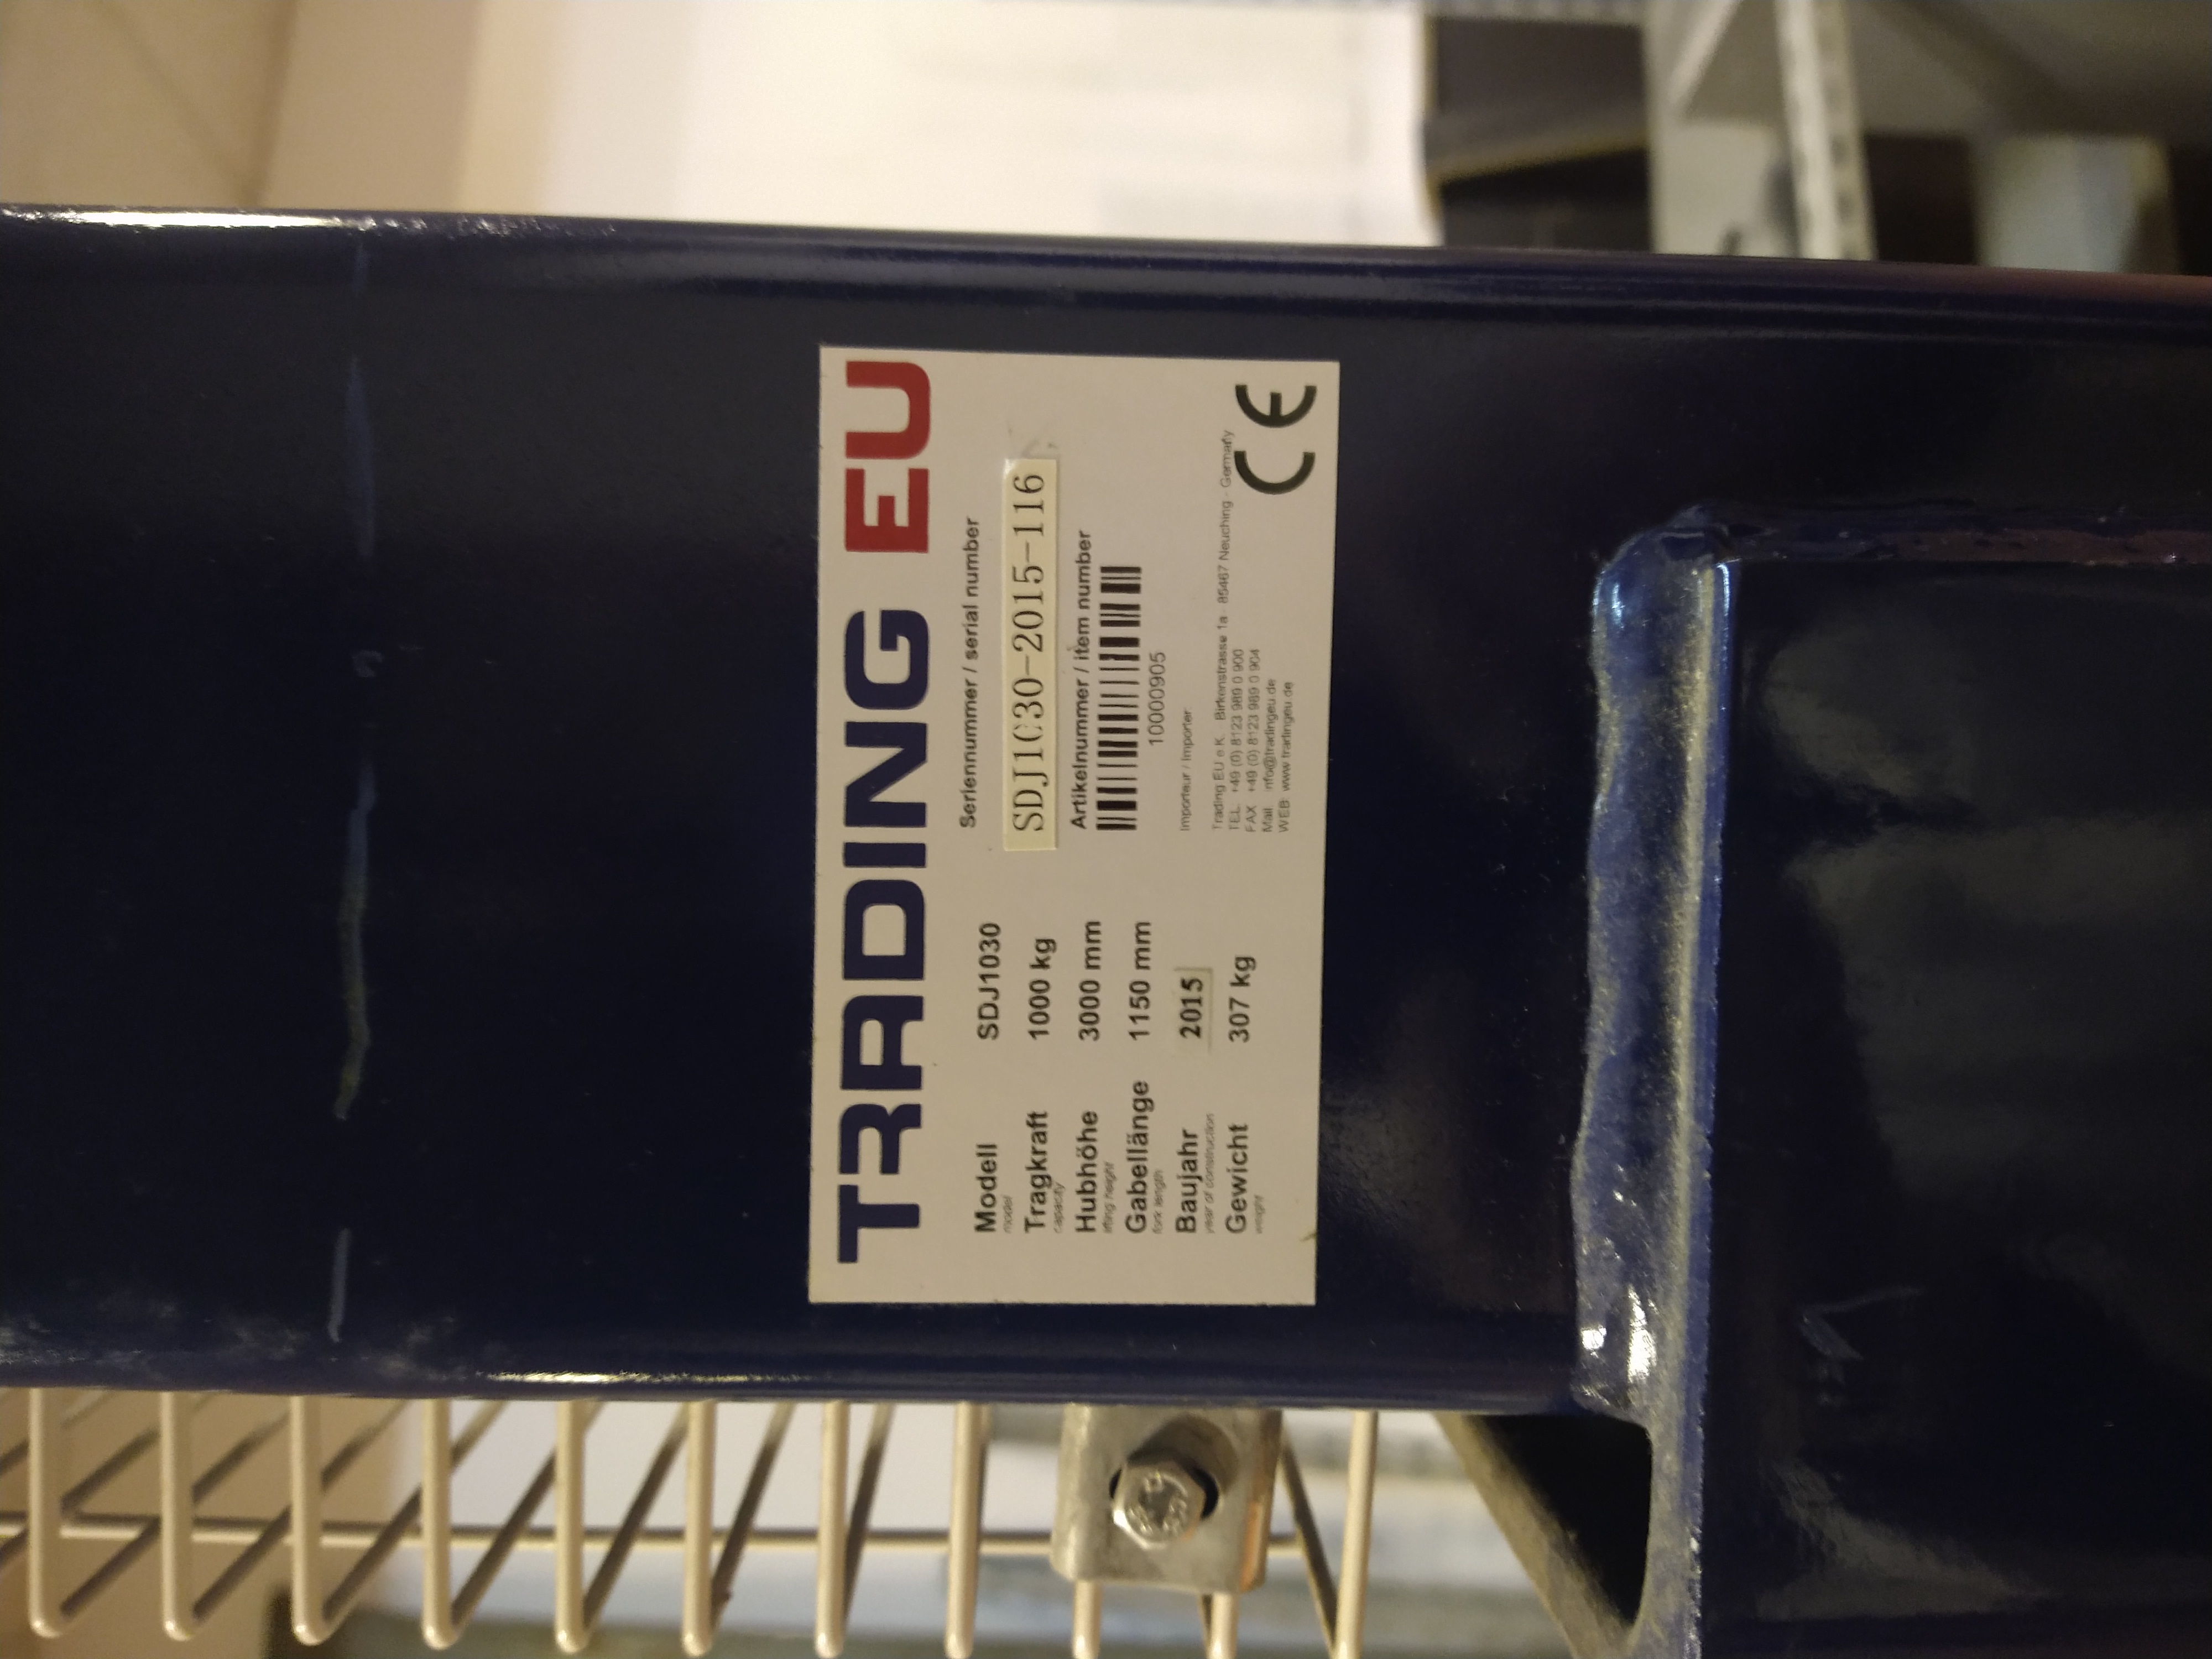 TRADING EU
Modell SDJ1030
model
Tragkraft 1000 kg
capacity
Hubhöhe 3000 mm
lifting height
Gabellänge 1150 mm
fork length
Baujahr 2015
year of construction
Gewicht 307 kg
weight
Seriennummer / serial number
SDJ1030-2015-116
Artikelnummer / item number
10000905
Importeur / Importer:
Trading EU e.K. Birkenstrasse 1a - 85467 Neuching - Germany
TEL. +49 (0) 8123 989 0 900
FAX +49 (0) 8123 989 0 904
Mail info@tradingeu.de
WEB: www.tradingeu.de
CE